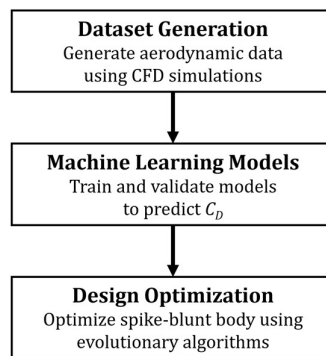 Dataset Generation
Generate aerodynamic data
using CFD simulations
Machine Learning Models
Train and validate models
to predict C_D
Design Optimization
Optimize spike-blunt body using
evolutionary algorithms